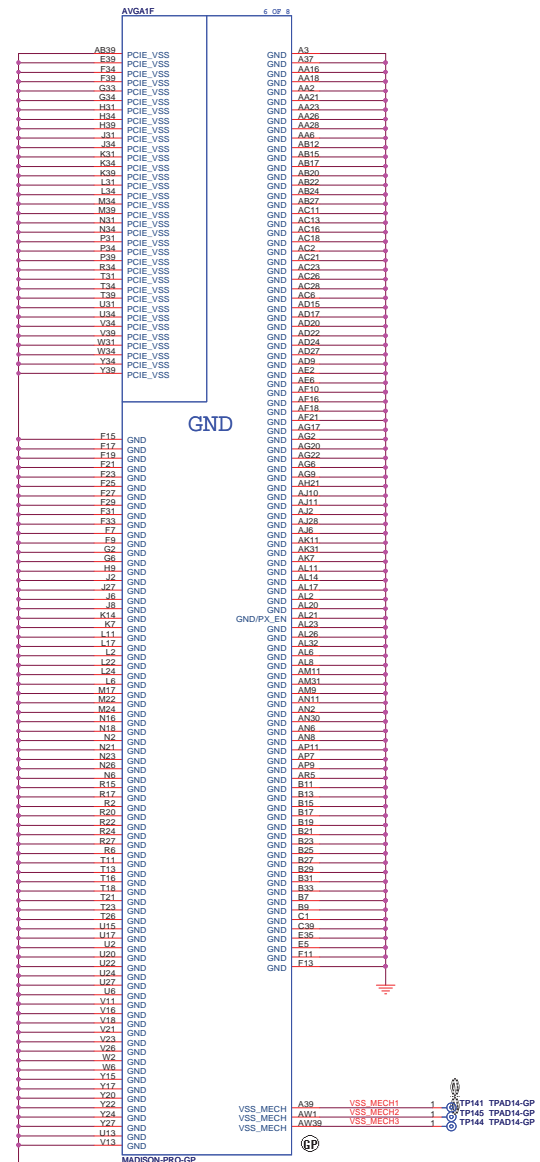 AVGA1F
6 OF 8
AB39 PCIE_VSS
E39 PCIE_VSS
F34 PCIE_VSS
F39 PCIE_VSS
G33 PCIE_VSS
G34 PCIE_VSS
H31 PCIE_VSS
H34 PCIE_VSS
H39 PCIE_VSS
J31 PCIE_VSS
J34 PCIE_VSS
K31 PCIE_VSS
K34 PCIE_VSS
K39 PCIE_VSS
L31 PCIE_VSS
L34 PCIE_VSS
M34 PCIE_VSS
M39 PCIE_VSS
N31 PCIE_VSS
N34 PCIE_VSS
P31 PCIE_VSS
P34 PCIE_VSS
P39 PCIE_VSS
R34 PCIE_VSS
T31 PCIE_VSS
T34 PCIE_VSS
T39 PCIE_VSS
U31 PCIE_VSS
U34 PCIE_VSS
V34 PCIE_VSS
V39 PCIE_VSS
W31 PCIE_VSS
W34 PCIE_VSS
Y34 PCIE_VSS
Y39 PCIE_VSS
GND
F15 GND
F17 GND
F19 GND
F21 GND
F23 GND
F25 GND
F27 GND
F29 GND
F31 GND
F33 GND
F7 GND
F9 GND
G2 GND
G6 GND
H9 GND
J2 GND
J27 GND
J6 GND
J8 GND
K14 GND
K7 GND
L11 GND
L17 GND
L2 GND
L22 GND
L24 GND
L6 GND
M17 GND
M22 GND
M24 GND
N16 GND
N18 GND
N2 GND
N21 GND
N23 GND
N26 GND
N6 GND
R15 GND
R17 GND
R2 GND
R20 GND
R22 GND
R24 GND
R27 GND
R6 GND
T11 GND
T13 GND
T16 GND
T18 GND
T21 GND
T23 GND
T26 GND
U15 GND
U17 GND
U2 GND
U20 GND
U22 GND
U24 GND
U27 GND
U6 GND
V11 GND
V16 GND
V18 GND
V21 GND
V23 GND
V26 GND
W2 GND
W6 GND
Y15 GND
Y17 GND
Y20 GND
Y22 GND
Y24 GND
Y27 GND
U13 GND
V13 GND
GND A3
GND A37
GND AA16
GND AA18
GND AA2
GND AA21
GND AA23
GND AA26
GND AA28
GND AA6
GND AB12
GND AB15
GND AB17
GND AB20
GND AB22
GND AB24
GND AB27
GND AC11
GND AC13
GND AC16
GND AC18
GND AC2
GND AC21
GND AC23
GND AC26
GND AC28
GND AC6
GND AD15
GND AD17
GND AD20
GND AD22
GND AD24
GND AD27
GND AD9
GND AE2
GND AE6
GND AF10
GND AF16
GND AF18
GND AF21
GND AG17
GND AG2
GND AG20
GND AG22
GND AG6
GND AG9
GND AH21
GND AJ10
GND AJ11
GND AJ2
GND AJ28
GND AJ6
GND AK11
GND AK31
GND AK7
GND AL11
GND AL14
GND AL17
GND AL2
GND AL20
GND/PX_EN AL21
GND AL23
GND AL26
GND AL32
GND AL6
GND AL8
GND AM11
GND AM31
GND AM9
GND AN11
GND AN2
GND AN30
GND AN6
GND AN8
GND AP11
GND AP7
GND AP9
GND AR5
GND B11
GND B13
GND B15
GND B17
GND B19
GND B21
GND B23
GND B25
GND B27
GND B29
GND B31
GND B33
GND B7
GND B9
GND C1
GND C39
GND E35
GND E5
GND F11
GND F13
VSS_MECH A39 VSS_MECH1 1 TP141 TPAD14-GP
VSS_MECH AW1 VSS_MECH2 1 TP145 TPAD14-GP
VSS_MECH AW39 VSS_MECH3 1 TP144 TPAD14-GP
GP
MADISON-PRO-GP